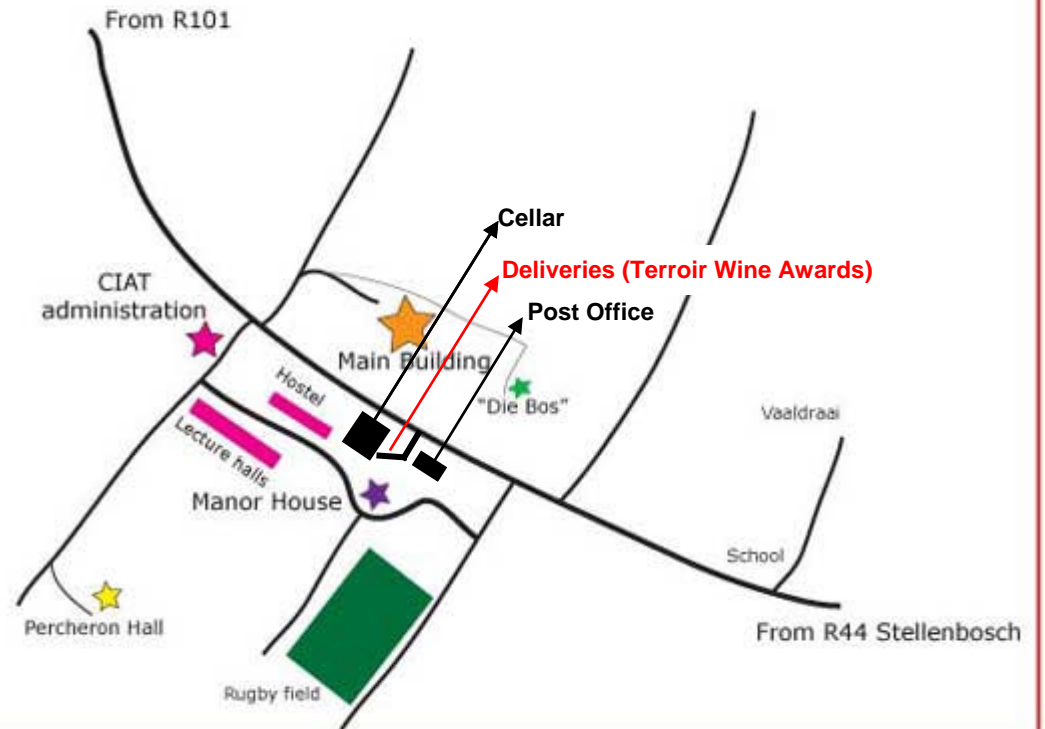 From R101
Cellar
Deliveries (Terroir Wine Awards)
CIAT
administration
Post Office
Main Building
Hostel
"Die Bos"
Vaaldraai
Lecture halls
Manor House
School
Percheron Hall
From R44 Stellenbosch
Rugby field